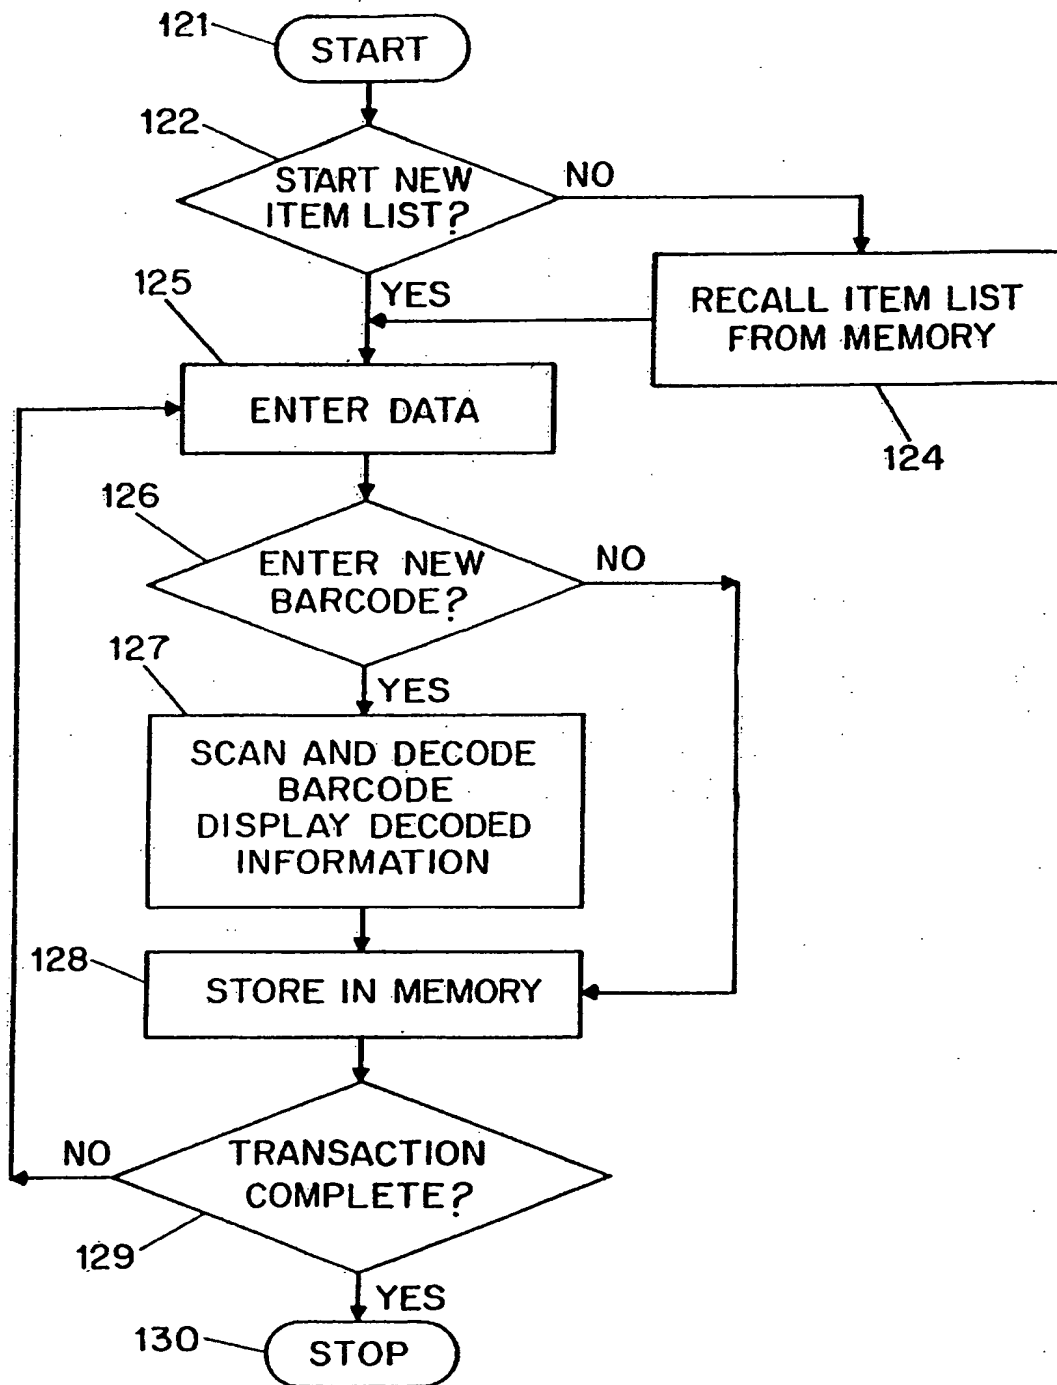 121
START
122
START NEW
ITEM LIST?
NO
125
YES
RECALL ITEM LIST
FROM MEMORY
124
ENTER DATA
126
ENTER NEW
BARCODE?
NO
127
YES
SCAN AND DECODE
BARCODE
DISPLAY DECODED
INFORMATION
128
STORE IN MEMORY
NO
TRANSACTION
COMPLETE?
129
YES
130
STOP